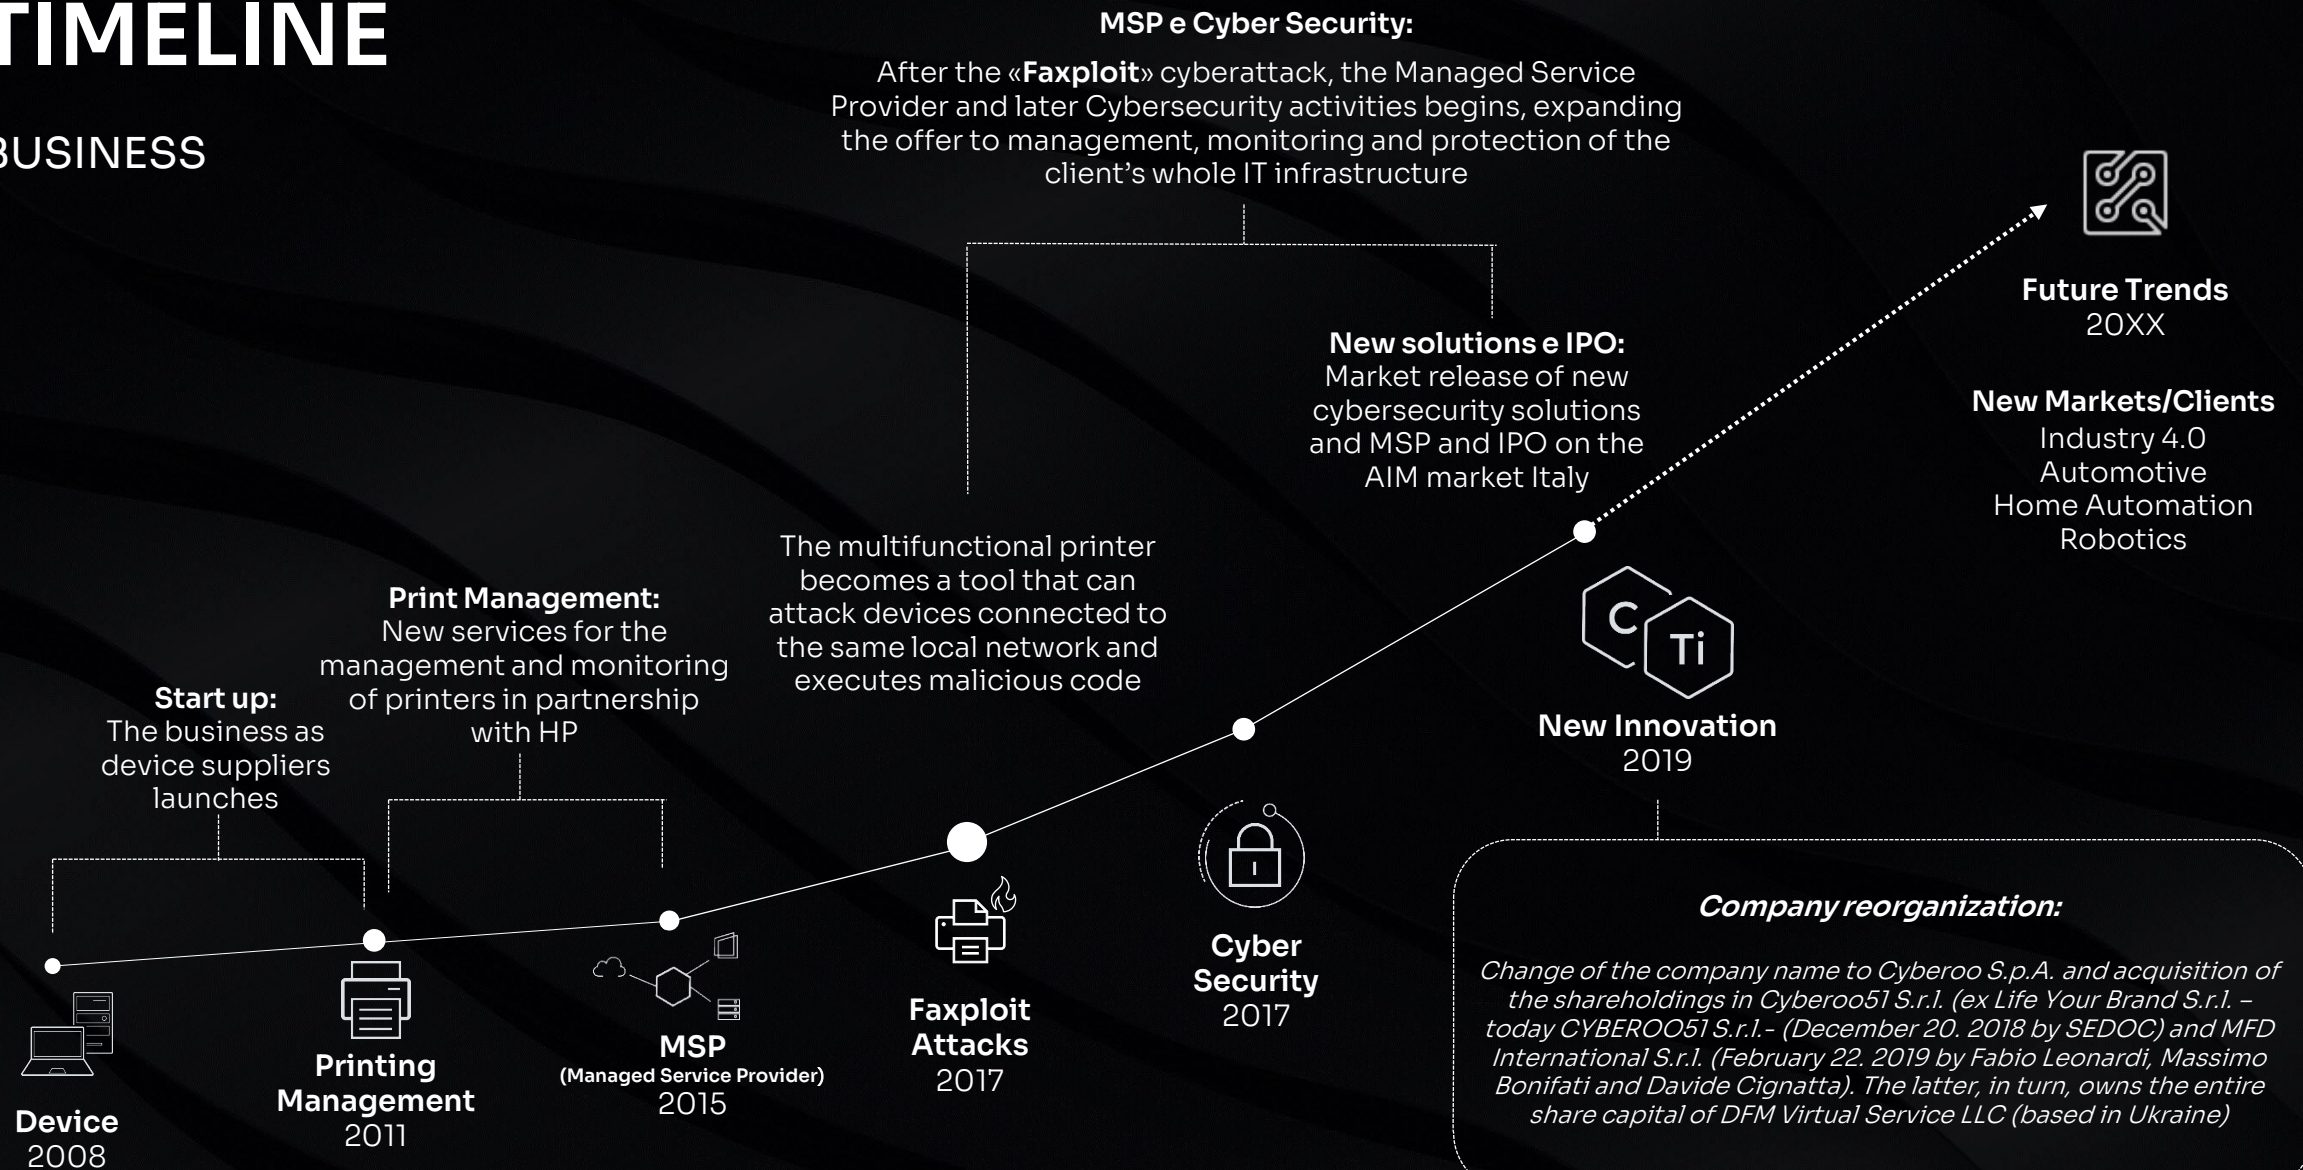 TIMELINE
BUSINESS
MSP e Cyber Security:
After the «Faxploit» cyberattack, the Managed Service
Provider and later Cybersecurity activities begins, expanding
the offer to management, monitoring and protection of the
client's whole IT infrastructure
Future Trends
20XX
New Markets/Clients
Industry 4.0
Automotive
Home Automation
Robotics
New solutions e IPO:
Market release of new
cybersecurity solutions
and MSP and IPO on the
AIM market Italy
The multifunctional printer
becomes a tool that can
attack devices connected to
the same local network and
executes malicious code
Print Management:
New services for the
management and monitoring
of printers in partnership
with HP
Start up:
The business as
device suppliers
launches
Device
2008
Printing
Management
2011
MSP
(Managed Service Provider)
2015
Faxploit
Attacks
2017
Cyber
Security
2017
C
Ti
New Innovation
2019
Company reorganization:
Change of the company name to Cyberoo S.p.A. and acquisition of
the shareholdings in Cyberoo51 S.r.l. (ex Life Your Brand S.r.l. –
today CYBEROO51 S.r.l.- (December 20. 2018 by SEDOC) and MFD
International S.r.l. (February 22. 2019 by Fabio Leonardi, Massimo
Bonifati and Davide Cignatta). The latter, in turn, owns the entire
share capital of DFM Virtual Service LLC (based in Ukraine)